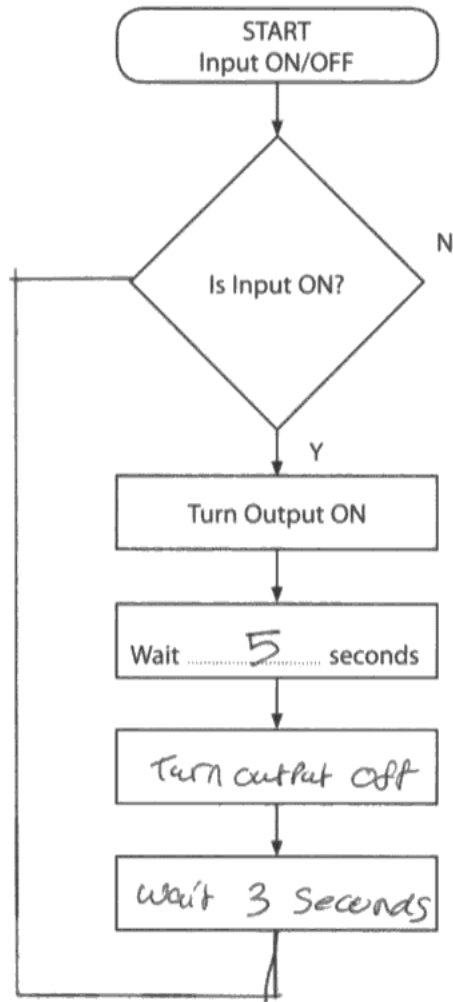 START
Input ON/OFF
N
Is Input ON?
Y
Turn Output ON
Wait ........ 5 ........ seconds
Turn output off
wait 3 Seconds